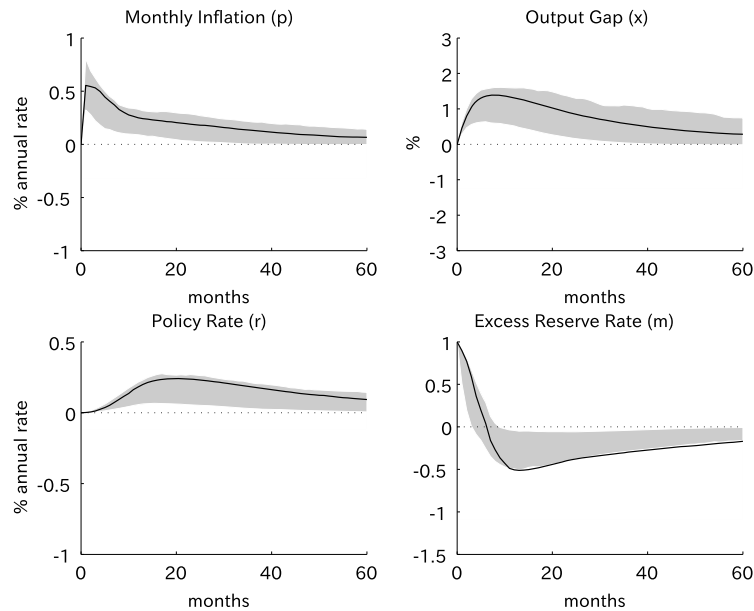 Monthly Inflation (p)
1
0.5
0
-0.5
-1
% annual rate
0 20 40 60
months
Output Gap (x)
3
2
1
0
-1
-2
-3
%
0 20 40 60
months
Policy Rate (r)
0.5
0
-0.5
-1
% annual rate
0 20 40 60
months
Excess Reserve Rate (m)
1
0.5
0
-0.5
-1
-1.5
0 20 40 60
months